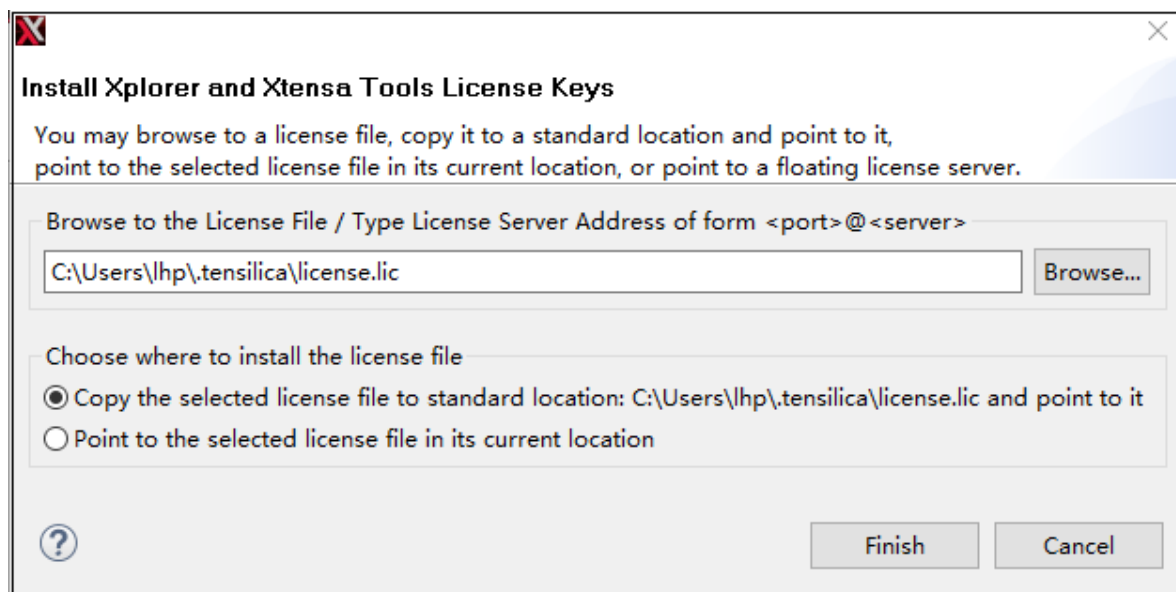 Install Xplorer and Xtensa Tools License Keys
You may browse to a license file, copy it to a standard location and point to it,
point to the selected license file in its current location, or point to a floating license server.
Browse to the License File / Type License Server Address of form <port>@<server>
C:\Users\lhp\.tensilica\license.lic
Browse...
Choose where to install the license file
Copy the selected license file to standard location: C:\Users\lhp\.tensilica\license.lic and point to it
Point to the selected license file in its current location
?
Finish
Cancel